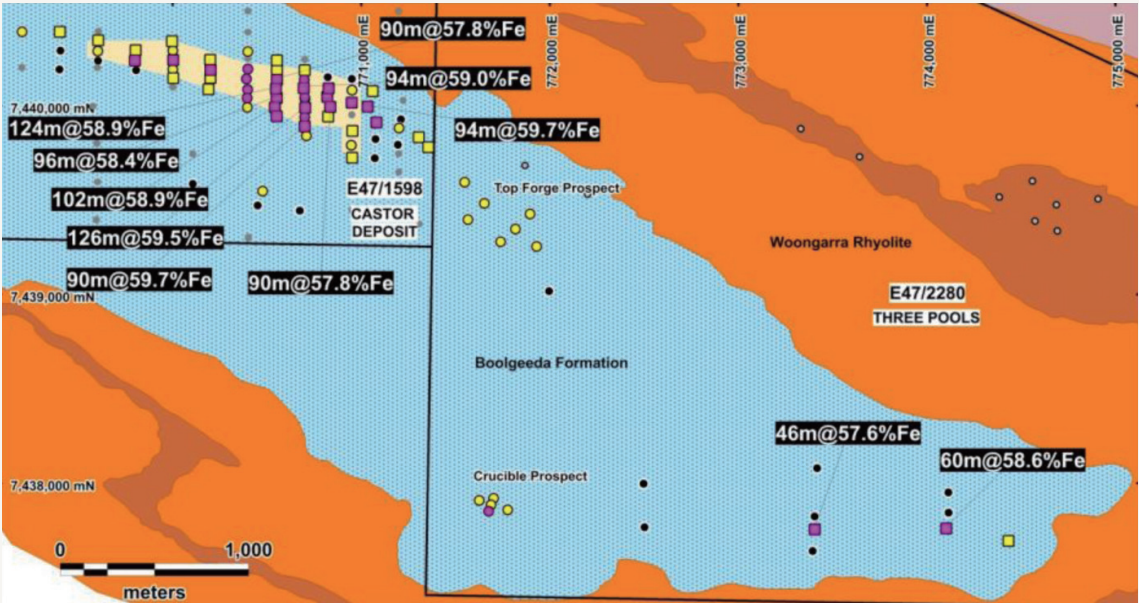 90m@57.8%Fe
771,000 mE
772,000 mE
773,000 mE
774,000 mE
775,000 mE
94m@59.0%Fe
7,440,000 mN
124m@58.9%Fe
94m@59.7%Fe
96m@58.4%Fe
E47/1598
Top Forge Prospect
102m@58.9%Fe
CASTOR
DEPOSIT
126m@59.5%Fe
Woongarra Rhyolite
90m@59.7%Fe
90m@57.8%Fe
7,439,000 mN
E47/2280
THREE POOLS
Boolgeeda Formation
46m@57.6%Fe
60m@58.6%Fe
Crucible Prospect
7,438,000 mN
0
1,000
meters